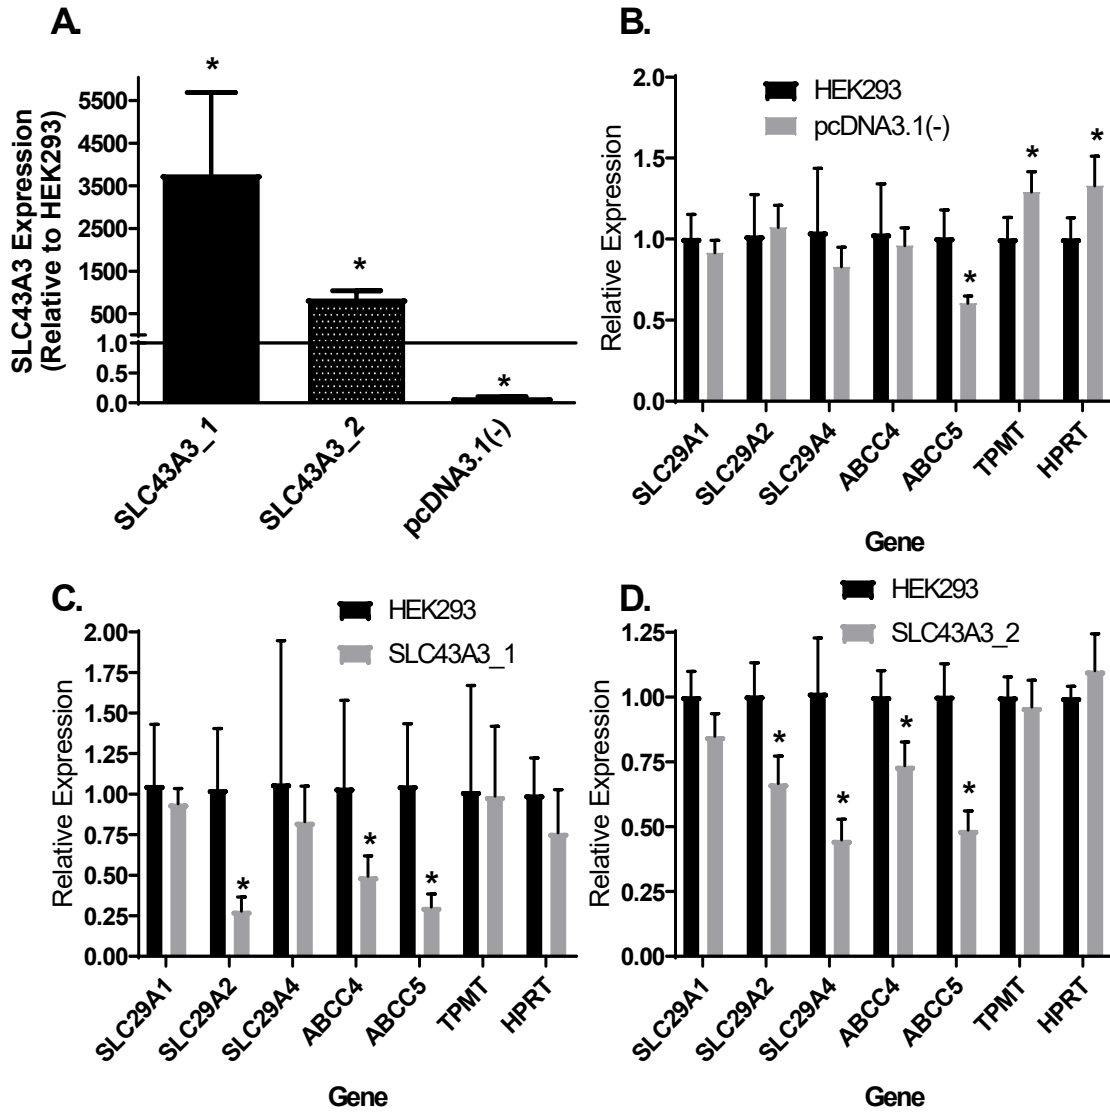 A.
SLC43A3 Expression
(Relative to HEK293)
5500
4500
3500
2500
1500
500
1.0
0.5
0.0
*
*
*
SLC43A3_1
SLC43A3_2
pcDNA3.1(-)
B.
HEK293
pcDNA3.1(-)
Relative Expression
2.0
1.5
1.0
0.5
0.0
*
*
*
SLC29A1
SLC29A2
SLC29A4
ABCC4
ABCC5
TPMT
HPRT
Gene
C.
HEK293
SLC43A3_1
Relative Expression
2.00
1.75
1.50
1.25
1.00
0.75
0.50
0.25
0.00
*
*
*
SLC29A1
SLC29A2
SLC29A4
ABCC4
ABCC5
TPMT
HPRT
Gene
D.
HEK293
SLC43A3_2
Relative Expression
1.25
1.00
0.75
0.50
0.25
0.00
*
*
*
*
SLC29A1
SLC29A2
SLC29A4
ABCC4
ABCC5
TPMT
HPRT
Gene